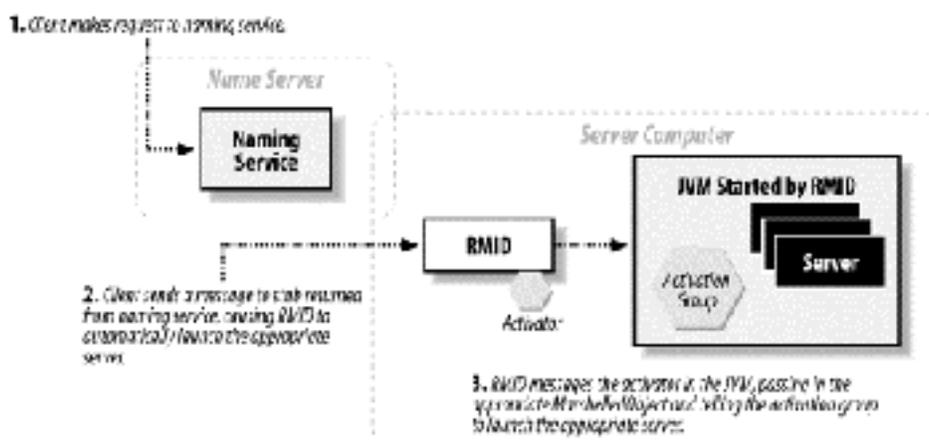 1. Client makes request to naming service.
Name Server
Naming
Service
Server Computer
JVM Started by RMID
RMID
Server
Activation
Group
Activator
2. Client sends a message to stub returned
from naming service, causing RMID to
automatically launch the appropriate
server.
3. RMID messages the activator in the JVM, passing in the
appropriate MarshalledObject and telling the activation group
to launch the appropriate server.